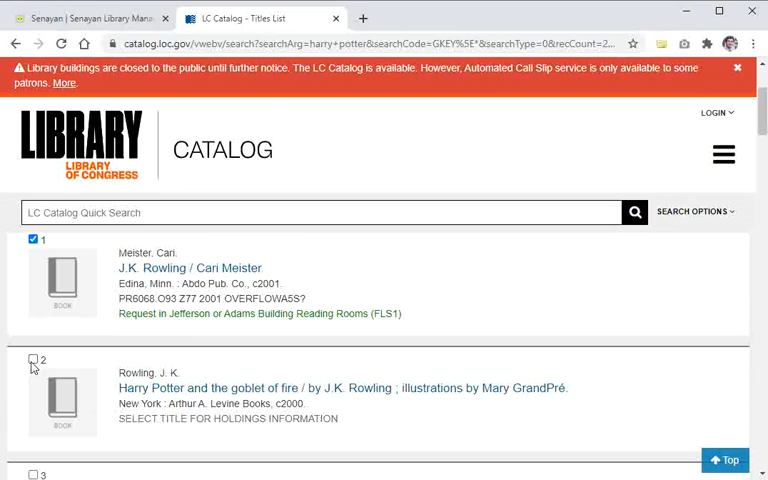 Senayan | Senayan Library Mana
LC Catalog - Titles List
catalog.loc.gov/vwebv/search?searchArg=harry+potter&searchCode=GKEY%5E*&searchType=0&recCount=2...
Library buildings are closed to the public until further notice. The LC Catalog is available. However, Automated Call Slip service is only available to some
patrons. More.
LOGIN
LIBRARY
OF CONGRESS
CATALOG
LC Catalog Quick Search
SEARCH OPTIONS
1
BOOK
Meister, Cari.
J.K. Rowling / Cari Meister.
Edina, Minn. : Abdo Pub. Co., c2001.
PR6068.O93 Z77 2001 OVERFLOWA5S?
Request in Jefferson or Adams Building Reading Rooms (FLS1)
2
BOOK
Rowling, J. K.
Harry Potter and the goblet of fire / by J.K. Rowling ; illustrations by Mary GrandPré.
New York : Arthur A. Levine Books, c2000.
SELECT TITLE FOR HOLDINGS INFORMATION
Top
3